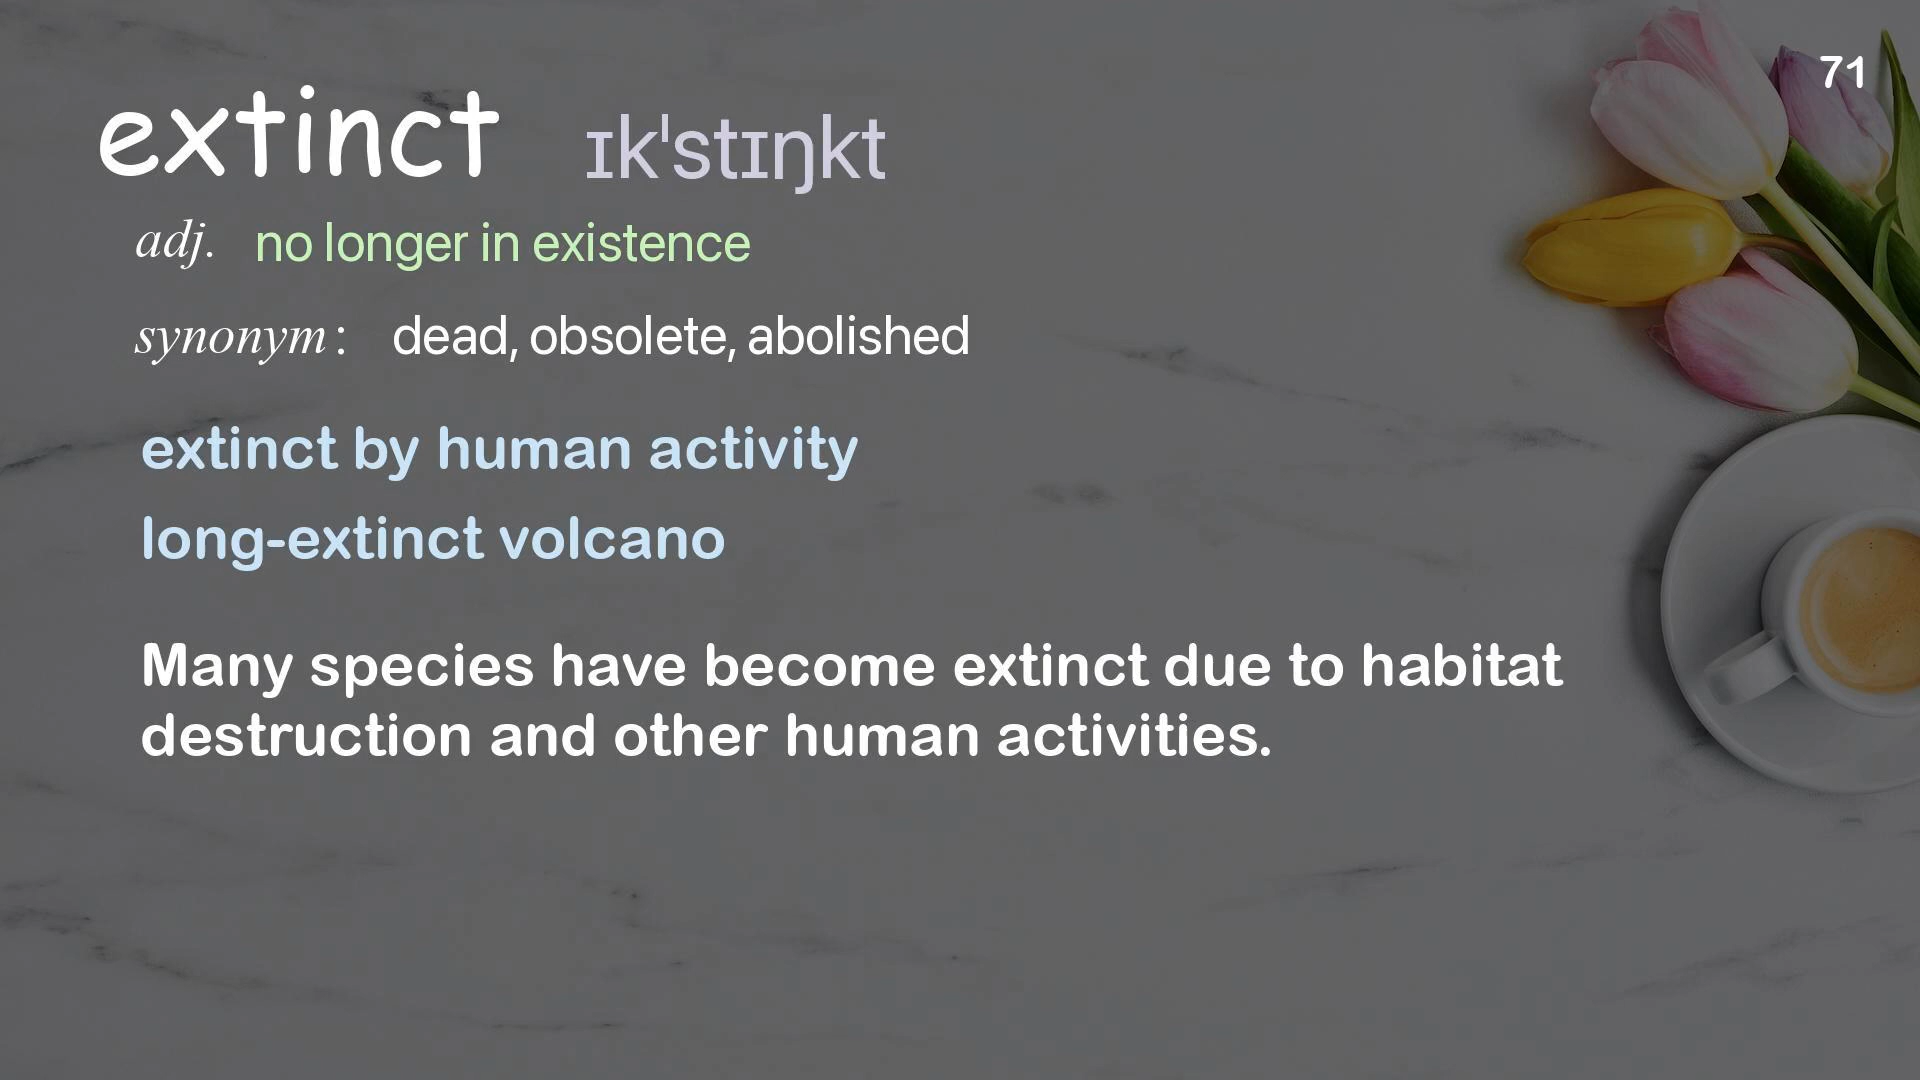 71
extinct ɪkˈstɪŋkt
adj. no longer in existence
synonym: dead, obsolete, abolished
extinct by human activity
long-extinct volcano
Many species have become extinct due to habitat
destruction and other human activities.